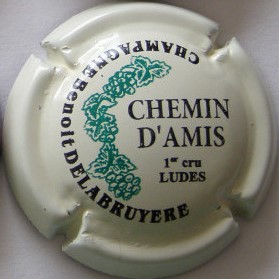 CHAMPAGNE Benoit DELABRUYERE
CHEMIN
D'AMIS
1er cru
LUDES